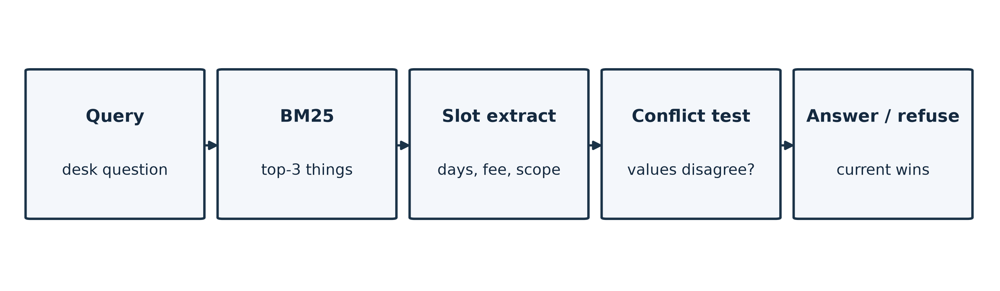 Query
desk question
BM25
top-3 things
Slot extract
days, fee, scope
Conflict test
values disagree?
Answer / refuse
current wins